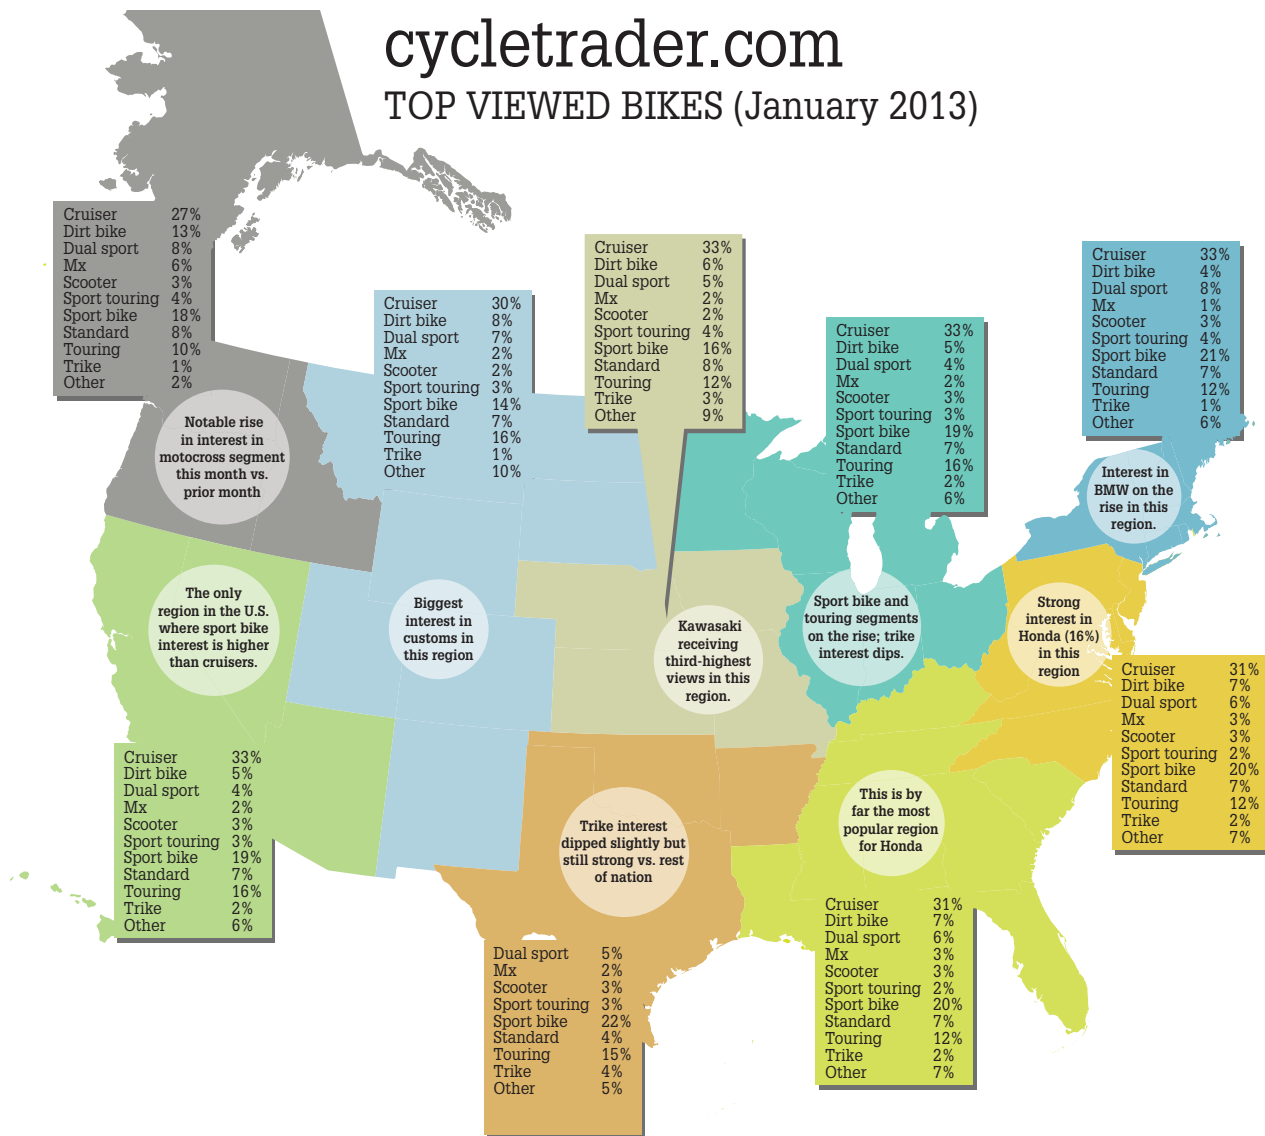 cycletrader.com
TOP VIEWED BIKES (January 2013)
Cruiser 27%
Dirt bike 13%
Dual sport 8%
Mx 6%
Scooter 3%
Sport touring 4%
Sport bike 18%
Standard 8%
Touring 10%
Trike 1%
Other 2%
Notable rise
in interest in
motocross segment
this month vs.
prior month
Cruiser 30%
Dirt bike 8%
Dual sport 7%
Mx 2%
Scooter 2%
Sport touring 3%
Sport bike 14%
Standard 7%
Touring 16%
Trike 1%
Other 10%
Biggest
interest in
customs in
this region
Cruiser 33%
Dirt bike 6%
Dual sport 5%
Mx 2%
Scooter 2%
Sport touring 4%
Sport bike 16%
Standard 8%
Touring 12%
Trike 3%
Other 9%
Kawasaki
receiving
third-highest
views in this
region.
Cruiser 33%
Dirt bike 5%
Dual sport 4%
Mx 2%
Scooter 3%
Sport touring 3%
Sport bike 19%
Standard 7%
Touring 16%
Trike 2%
Other 6%
Sport bike and
touring segments
on the rise; trike
interest dips.
Cruiser 33%
Dirt bike 4%
Dual sport 8%
Mx 1%
Scooter 3%
Sport touring 4%
Sport bike 21%
Standard 7%
Touring 12%
Trike 1%
Other 6%
Interest in
BMW on the
rise in this
region.
The only
region in the U.S.
where sport bike
interest is higher
than cruisers.
Cruiser 33%
Dirt bike 5%
Dual sport 4%
Mx 2%
Scooter 3%
Sport touring 3%
Sport bike 19%
Standard 7%
Touring 16%
Trike 2%
Other 6%
Strong
interest in
Honda (16%)
in this
region
Cruiser 31%
Dirt bike 7%
Dual sport 6%
Mx 3%
Scooter 3%
Sport touring 2%
Sport bike 20%
Standard 7%
Touring 12%
Trike 2%
Other 7%
Trike interest
dipped slightly but
still strong vs. rest
of nation
Dual sport 5%
Mx 2%
Scooter 3%
Sport touring 3%
Sport bike 22%
Standard 4%
Touring 15%
Trike 4%
Other 5%
This is by
far the most
popular region
for Honda
Cruiser 31%
Dirt bike 7%
Dual sport 6%
Mx 3%
Scooter 3%
Sport touring 2%
Sport bike 20%
Standard 7%
Touring 12%
Trike 2%
Other 7%